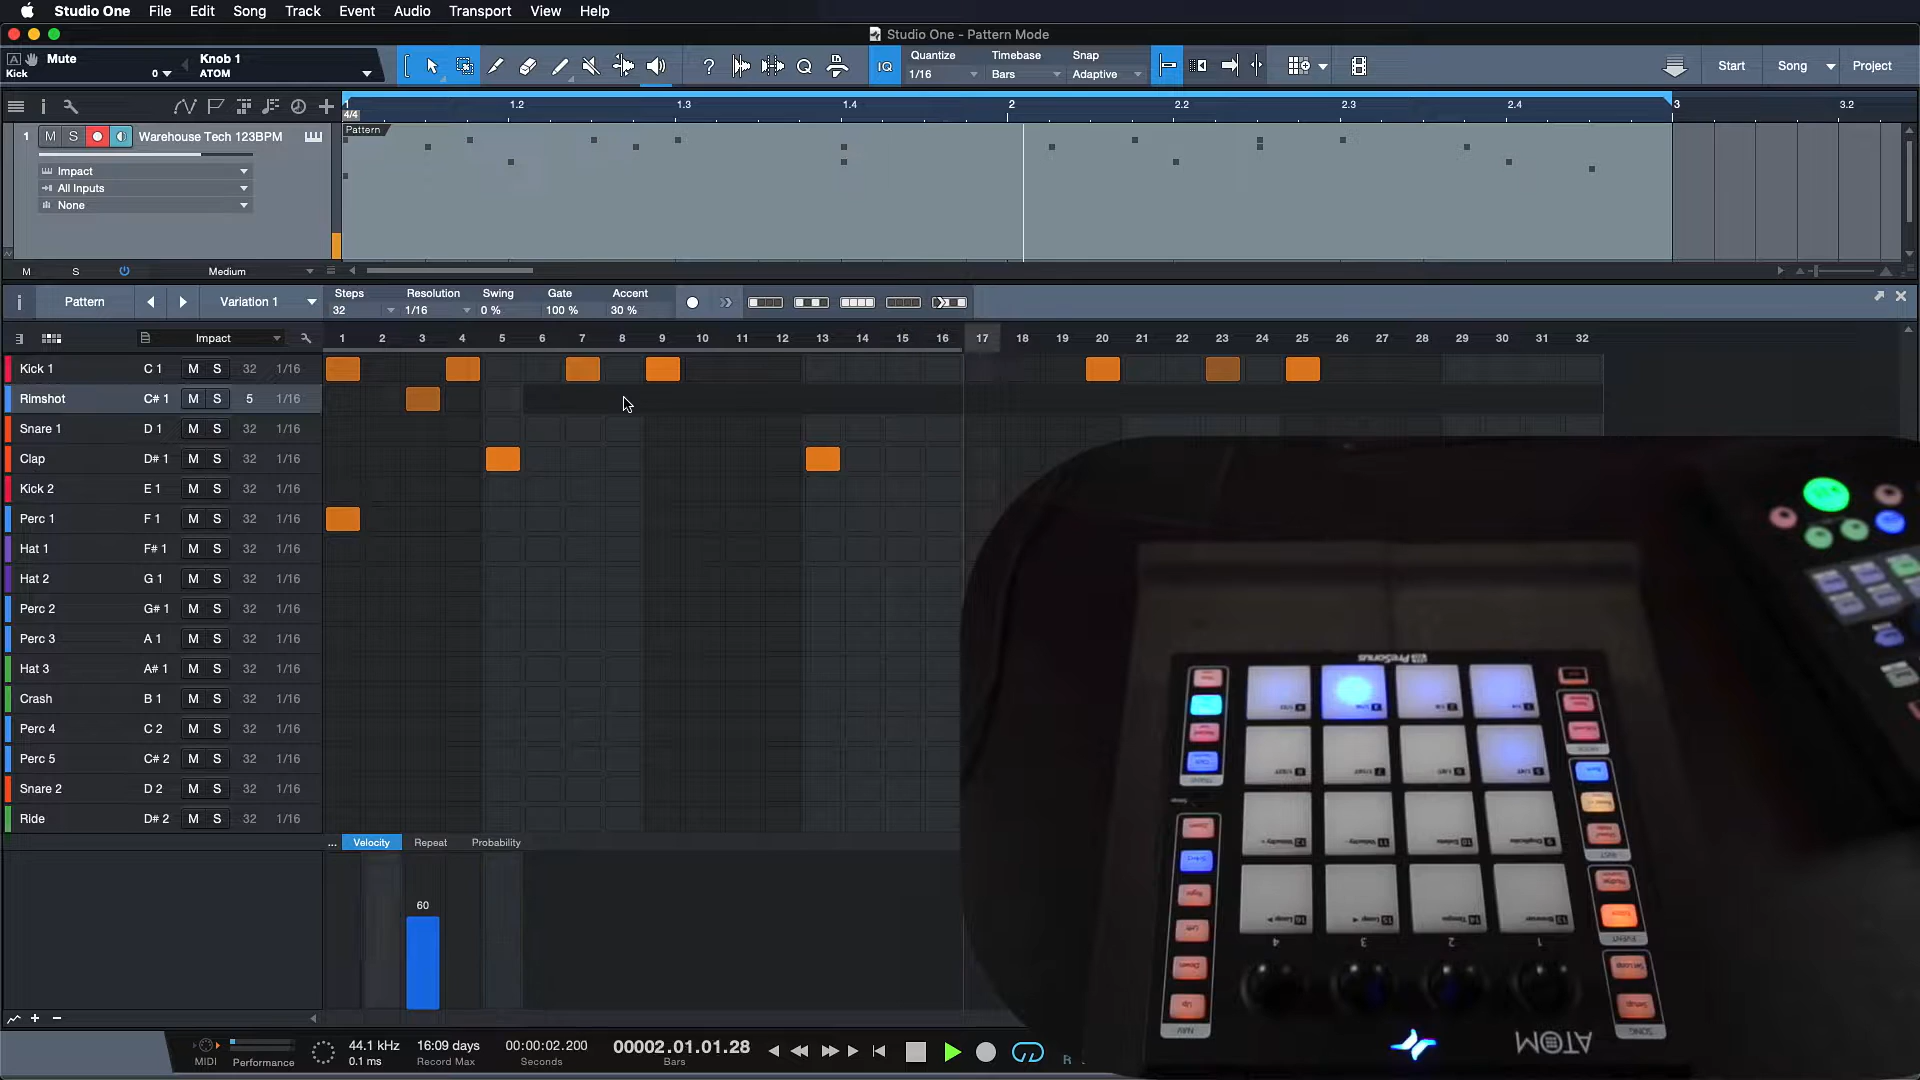 Studio One File Edit Song Track Event Audio Transport View Help
Studio One - Pattern Mode
Mute Knob 1
Kick 0 ATOM
IQ Quantize Timebase Snap
1/16 Bars Adaptive
Start Song Project
1 1.2 1.3 1.4 2 2.2 2.3 2.4 3 3.2
4/4
Pattern
1 M S Warehouse Tech 123BPM
Impact
All Inputs
None
M S Medium
Pattern Variation 1
Steps Resolution Swing Gate Accent
32 1/16 0 % 100 % 30 %
Impact 1 2 3 4 5 6 7 8 9 10 11 12 13 14 15 16 17 18 19 20 21 22 23 24 25 26 27 28 29 30 31 32
Kick 1 C 1 M S 32 1/16
Rimshot C# 1 M S 5 1/16
Snare 1 D 1 M S 32 1/16
Clap D# 1 M S 32 1/16
Kick 2 E 1 M S 32 1/16
Perc 1 F 1 M S 32 1/16
Hat 1 F# 1 M S 32 1/16
Hat 2 G 1 M S 32 1/16
Perc 2 G# 1 M S 32 1/16
Perc 3 A 1 M S 32 1/16
Hat 3 A# 1 M S 32 1/16
Crash B 1 M S 32 1/16
Perc 4 C 2 M S 32 1/16
Perc 5 C# 2 M S 32 1/16
Snare 2 D 2 M S 32 1/16
Ride D# 2 M S 32 1/16
... Velocity Repeat Probability
60
MIDI Performance
44.1 kHz
0.1 ms
16:09 days
Record Max
00:00:02.200
Seconds
00002.01.01.28
Bars
R
PreSonus
4 3 2 1
ATOM